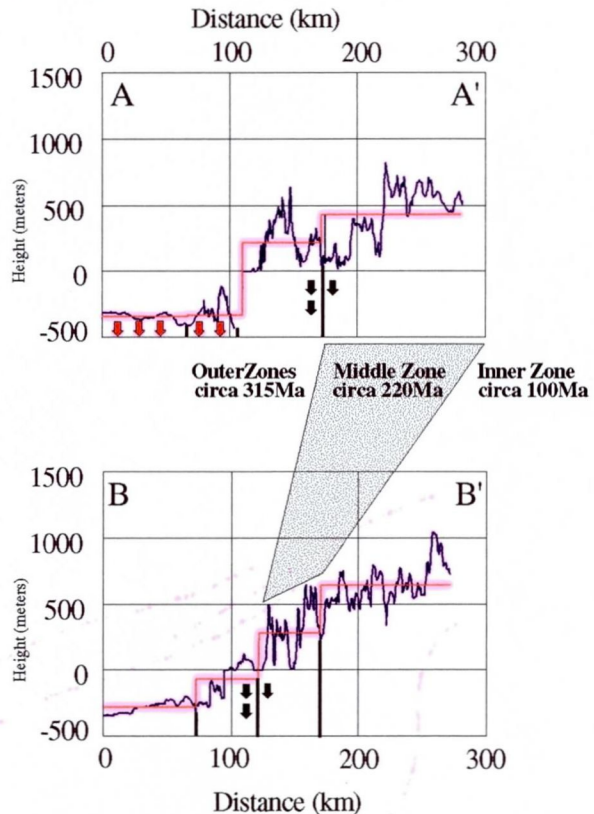 Distance (km)
0 100 200 300
1500
A A'
1000
500
0
-500
Height (meters)
OuterZones Middle Zone Inner Zone
circa 315Ma circa 220Ma circa 100Ma
1500
B B'
1000
500
0
-500
Height (meters)
0 100 200 300
Distance (km)